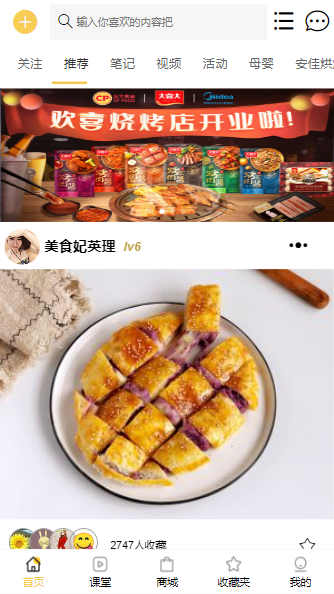 输入你喜欢的内容把
关注 推荐 笔记 视频 活动 母婴 安佳烘
CP 大喜大 Midea
欢喜烧烤店开业啦！
美食妃英理 lv6
2747人收藏
首页 课堂 商城 收藏夹 我的